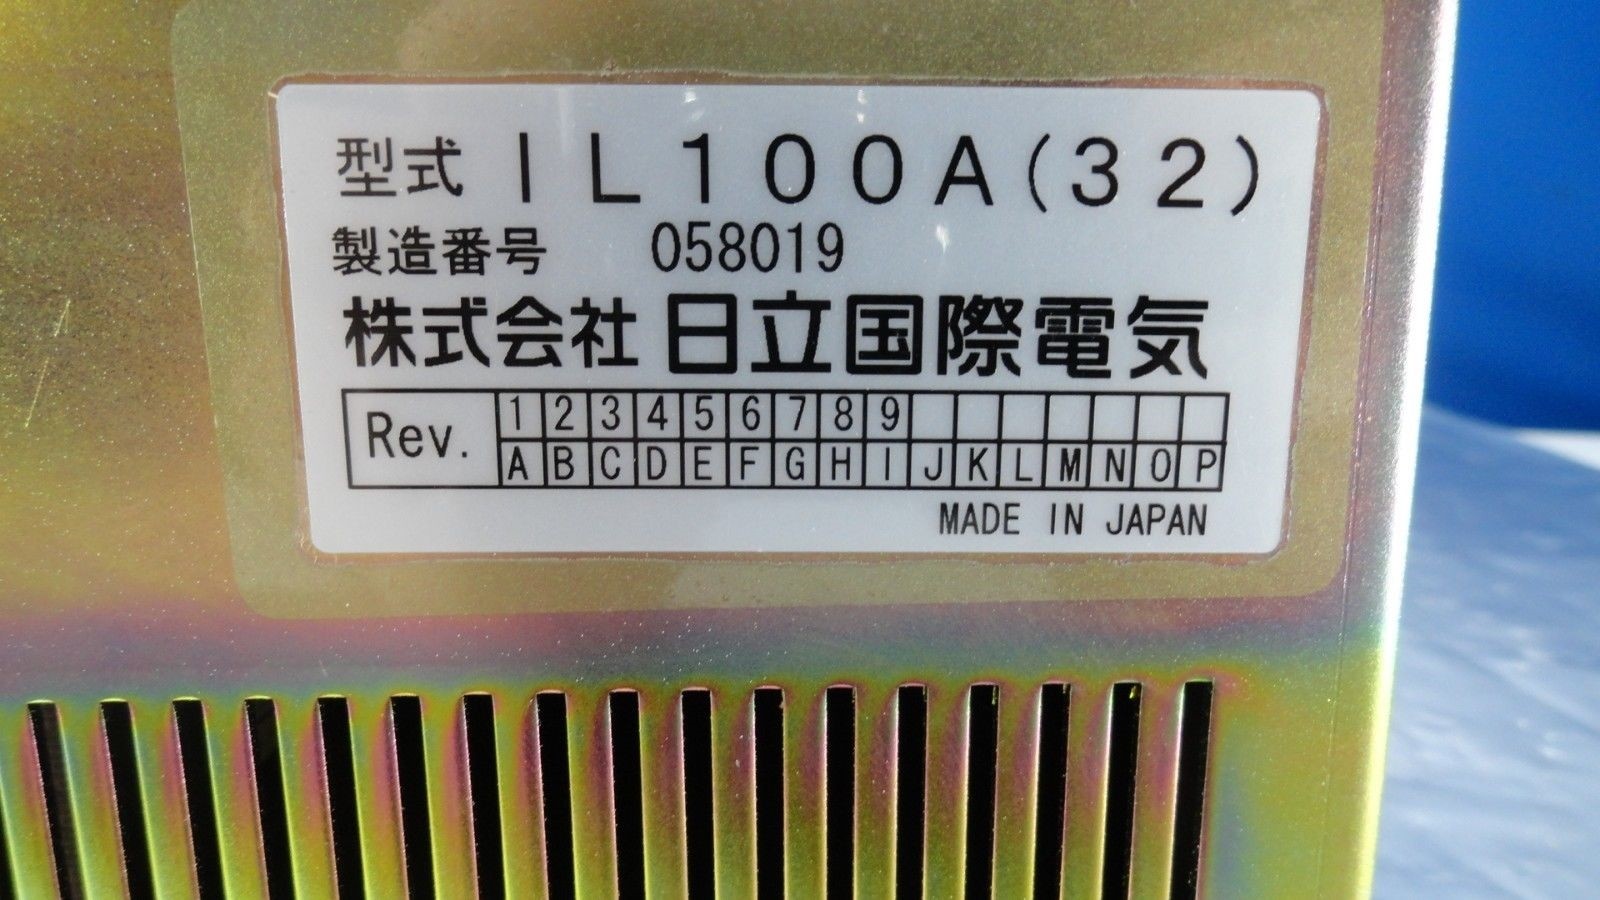 型式 IL100A(32)
製造番号 058019
株式会社 日立国際電気
Rev. 1 2 3 4 5 6 7 8 9
A B C D E F G H I J K L M N O P
MADE IN JAPAN